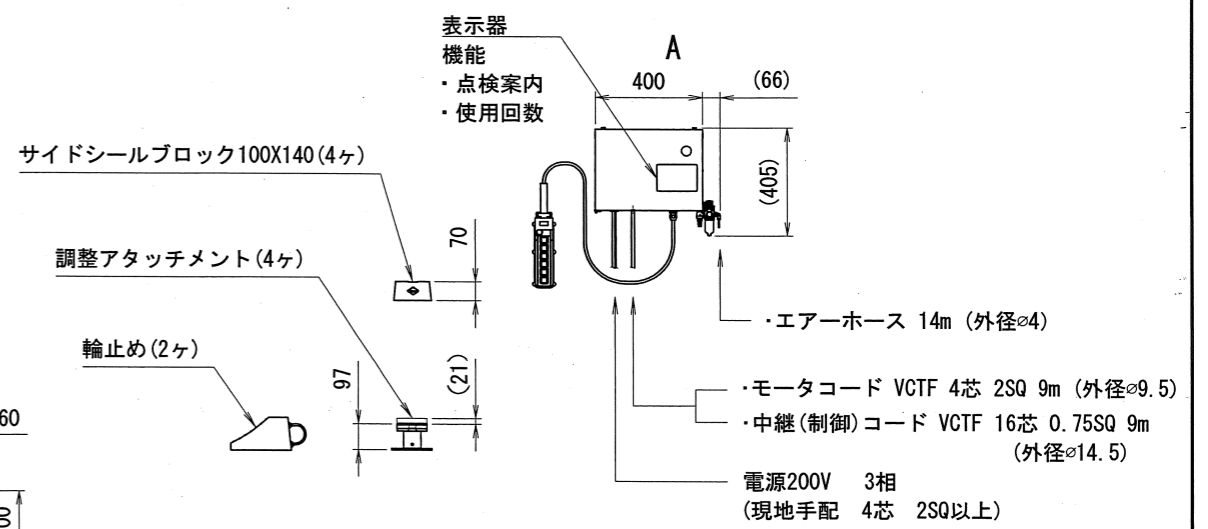 表示器
機能
・点検案内
・使用回数
A
400
(66)
(405)
サイドシールブロック100X140(4ヶ)
70
調整アタッチメント(4ヶ)
輪止め(2ヶ)
97
(21)
60
00
・エアーホース 14m (外径⌀4)
・モータコード VCTF 4芯 2SQ 9m (外径⌀9.5)
・中継(制御)コード VCTF 16芯 0.75SQ 9m
(外径⌀14.5)
電源200V 3相
(現地手配 4芯 2SQ以上)